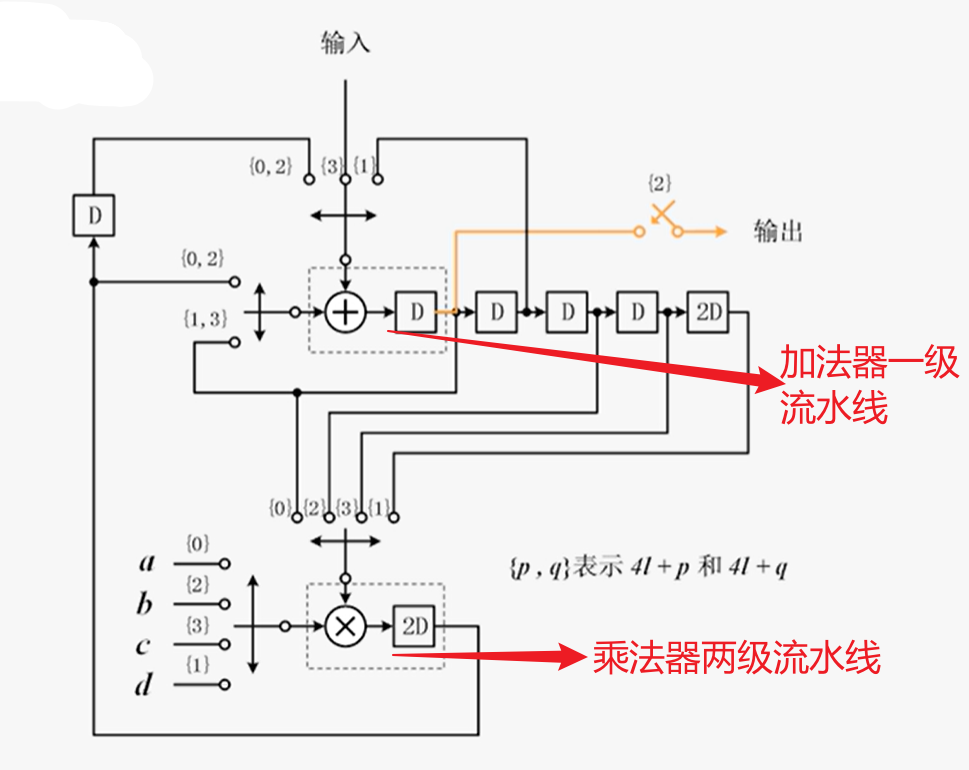 输入
{0, 2}
{3}
{1}
D
{2}
输出
{0, 2}
{1, 3}
D
D
D
D
2D
加法器一级
流水线
{0}
{2}
{3}
{1}
a
{0}
b
{2}
c
{3}
d
{1}
{p , q}表示 4l + p 和 4l + q
2D
乘法器两级流水线